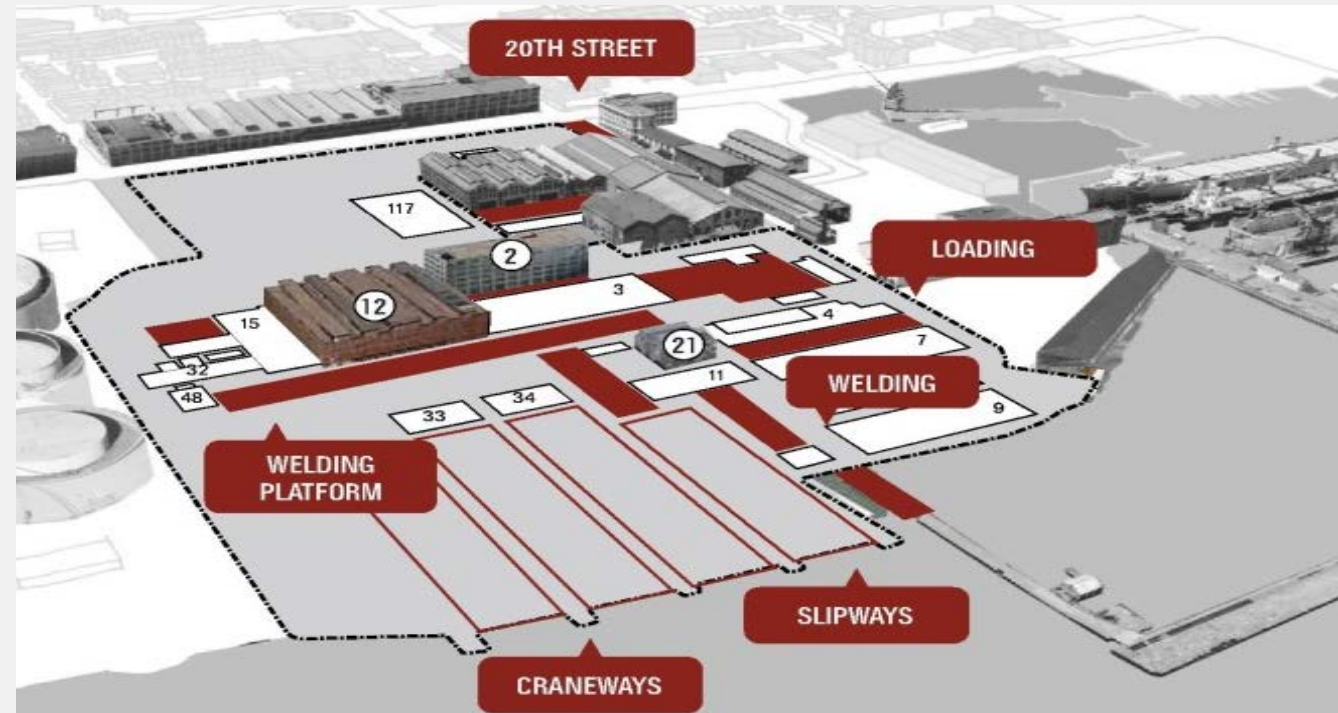 20TH STREET
117
2
LOADING
3
12
15
4
21
7
32
11
WELDING
48
34
33
9
WELDING
PLATFORM
SLIPWAYS
CRANEWAYS